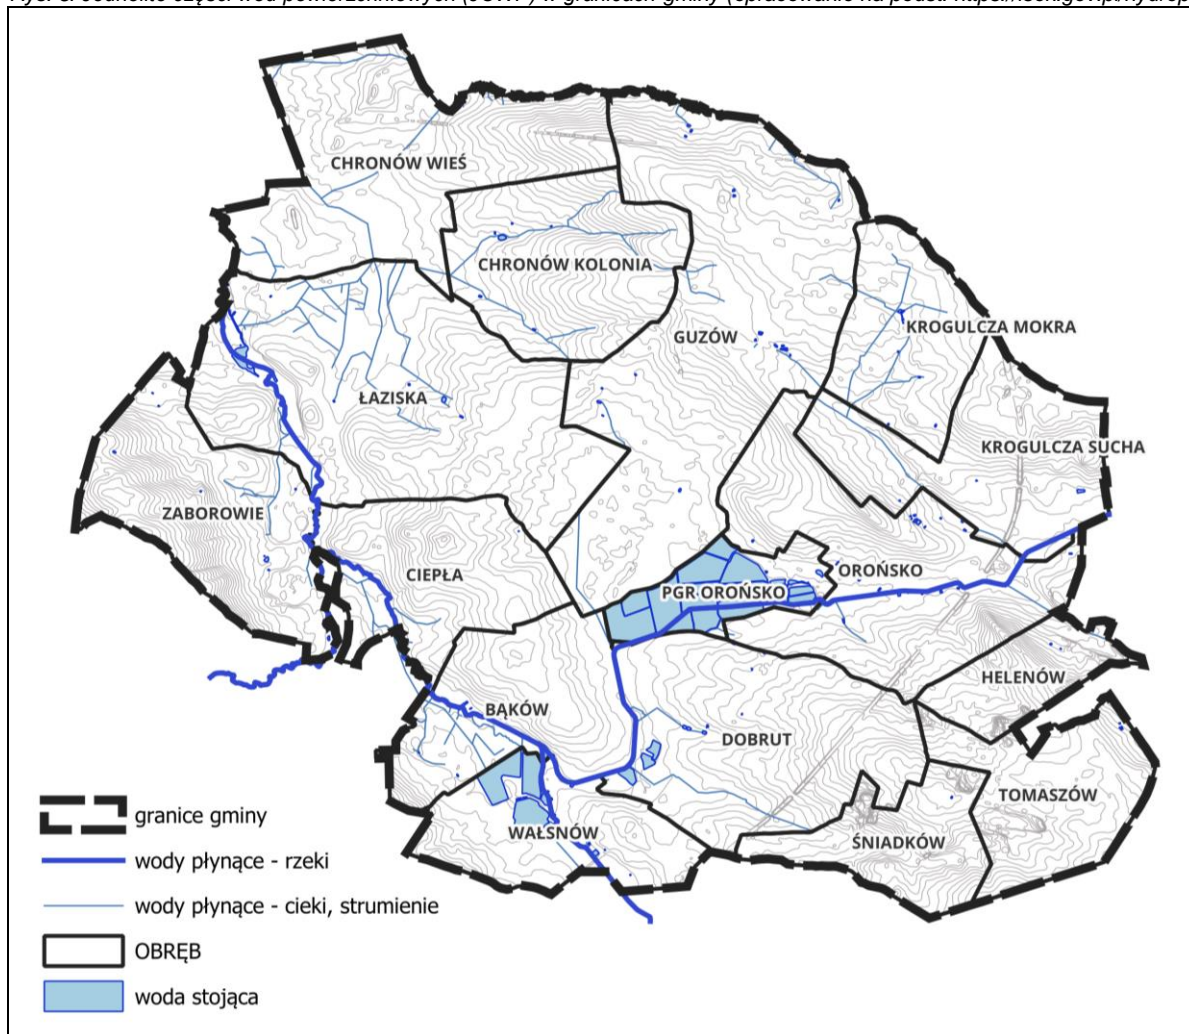 CHRONÓW WIEŚ
CHRONÓW KOLONIA
GUZÓW
KROGULCZA MOKRA
ŁAZISKA
KROGULCZA SUCHA
ZABOROWIE
CIEPŁA
OROŃSKO
PGR OROŃSKO
HELENÓW
BĄKÓW
DOBRUT
TOMASZÓW
WAŁSNÓW
ŚNIADKÓW
granice gminy
wody płynące - rzeki
wody płynące - cieki, strumienie
OBRĘB
woda stojąca